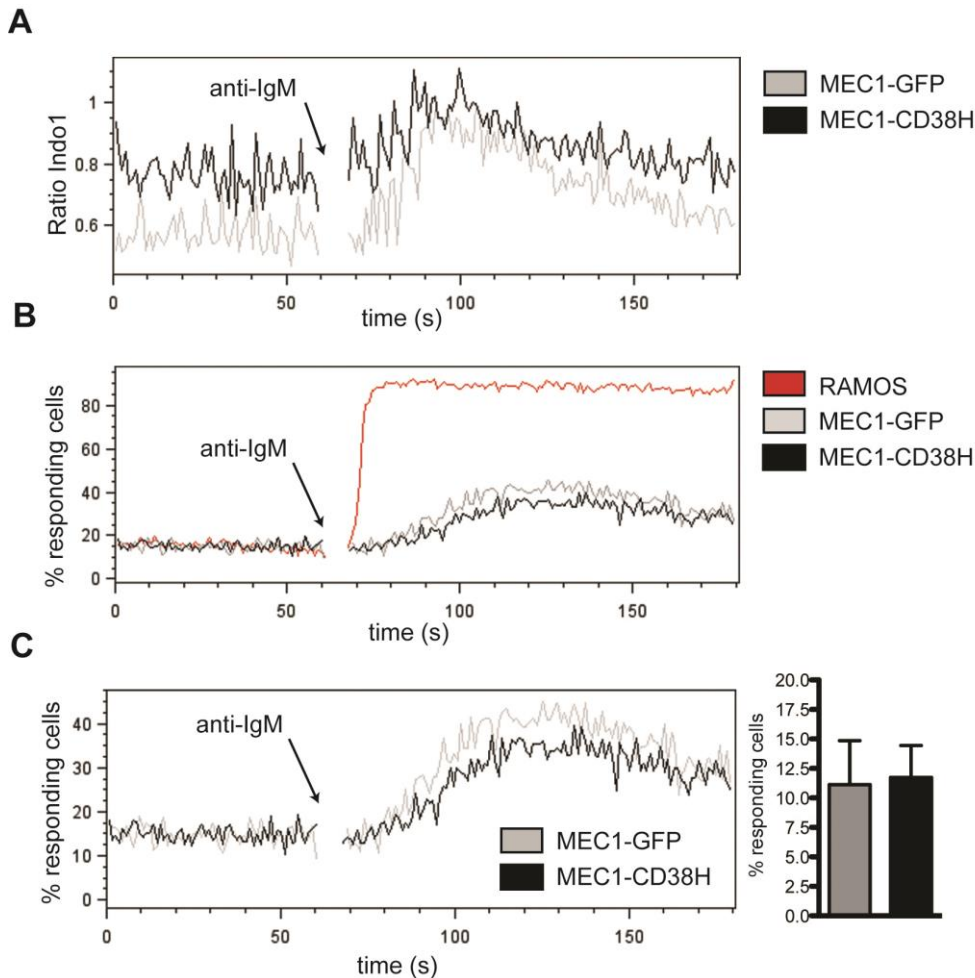 A
anti-IgM
Ratio Indo1
1
0.8
0.6
0
50
100
150
time (s)
MEC1-GFP
MEC1-CD38H
B
anti-IgM
% responding cells
80
60
40
20
0
0
50
100
150
time (s)
RAMOS
MEC1-GFP
MEC1-CD38H
C
anti-IgM
% responding cells
40
30
20
10
0
0
50
100
150
time (s)
MEC1-GFP
MEC1-CD38H
% responding cells
20.0
17.5
15.0
12.5
10.0
7.5
5.0
2.5
0.0